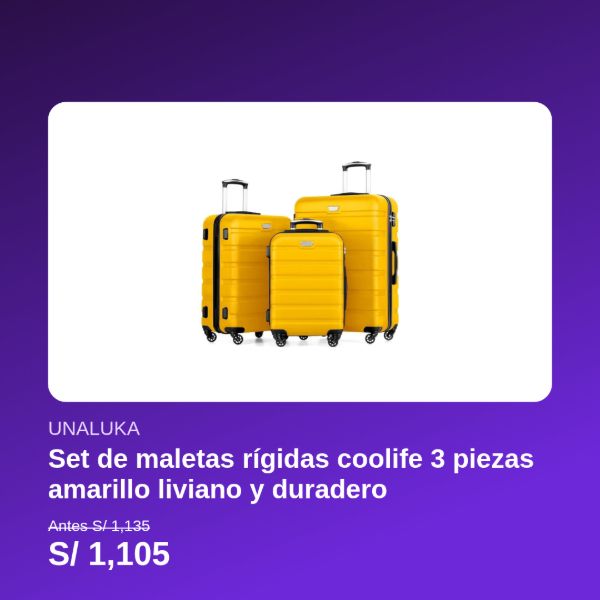 UNALUKA
Set de maletas rígidas coolife 3 piezas
amarillo liviano y duradero
Antes S/ 1,135
S/ 1,105